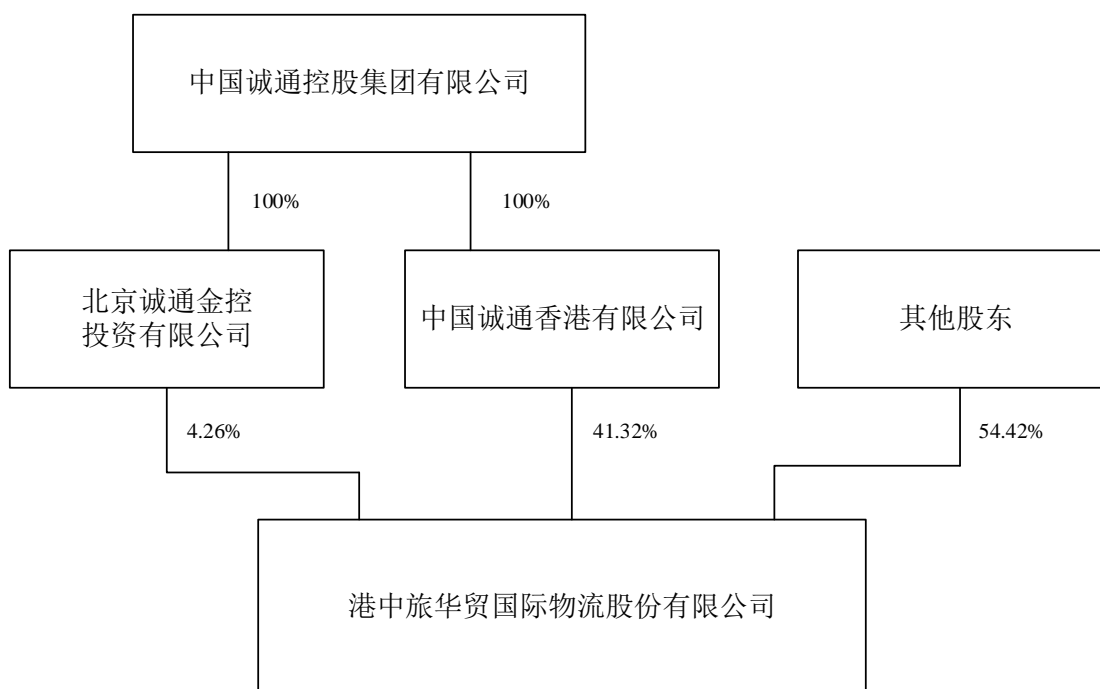 中国诚通控股集团有限公司
100%
100%
北京诚通金控
投资有限公司
中国诚通香港有限公司
其他股东
4.26%
41.32%
54.42%
港中旅华贸国际物流股份有限公司